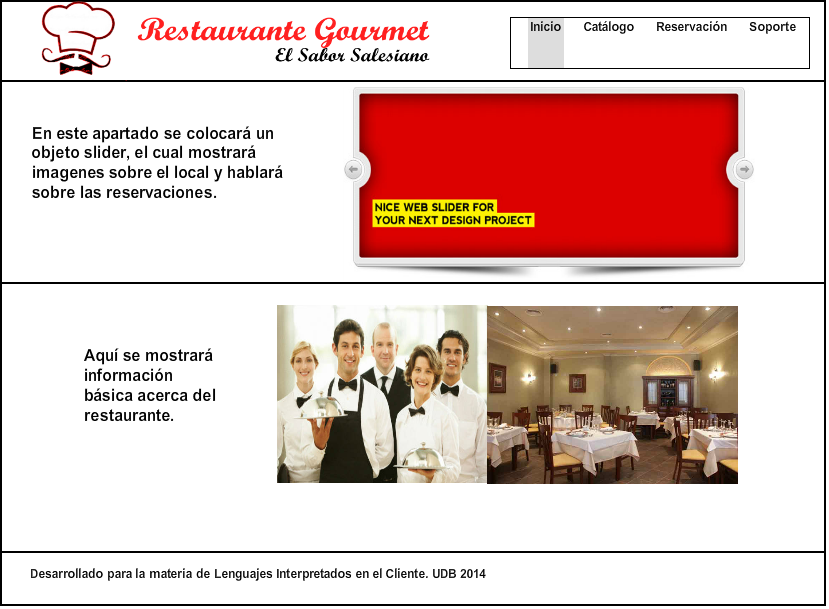 Restaurante Gourmet
El Sabor Salesiano
Inicio Catálogo Reservación Soporte
En este apartado se colocará un
objeto slider, el cual mostrará
imagenes sobre el local y hablará
sobre las reservaciones.
NICE WEB SLIDER FOR
YOUR NEXT DESIGN PROJECT
Aquí se mostrará
información
básica acerca del
restaurante.
Desarrollado para la materia de Lenguajes Interpretados en el Cliente. UDB 2014